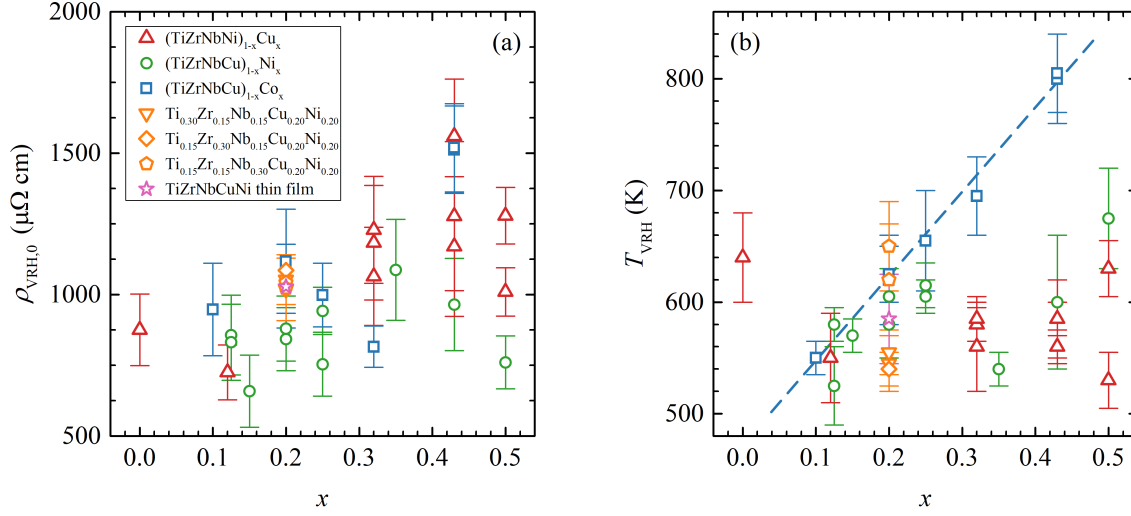 2000
1500
1000
500
ρVRH,0 (μΩ cm)
(a)
(TiZrNbNi)1-xCux
(TiZrNbCu)1-xNix
(TiZrNbCu)1-xCox
Ti0.30Zr0.15Nb0.15Cu0.20Ni0.20
Ti0.15Zr0.30Nb0.15Cu0.20Ni0.20
Ti0.15Zr0.15Nb0.30Cu0.20Ni0.20
TiZrNbCuNi thin film
0.0 0.1 0.2 0.3 0.4 0.5
x
(b)
800
700
600
500
TVRH (K)
0.0 0.1 0.2 0.3 0.4 0.5
x